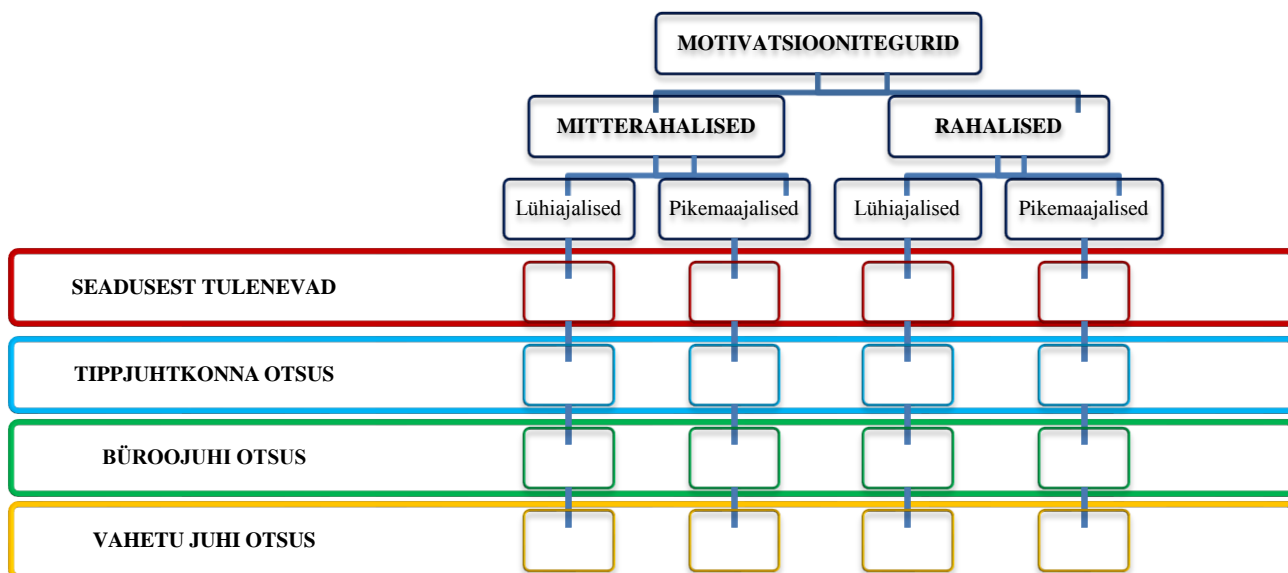 MOTIVATSIOONITEGURID
MITTERAHALISED
RAHALISED
Lühiajalised
Pikemaajalised
Lühiajalised
Pikemaajalised
SEADUSEST TULENEVAD
TIPPJUHTKONNA OTSUS
BÜROOJUHI OTSUS
VAHETU JUHI OTSUS